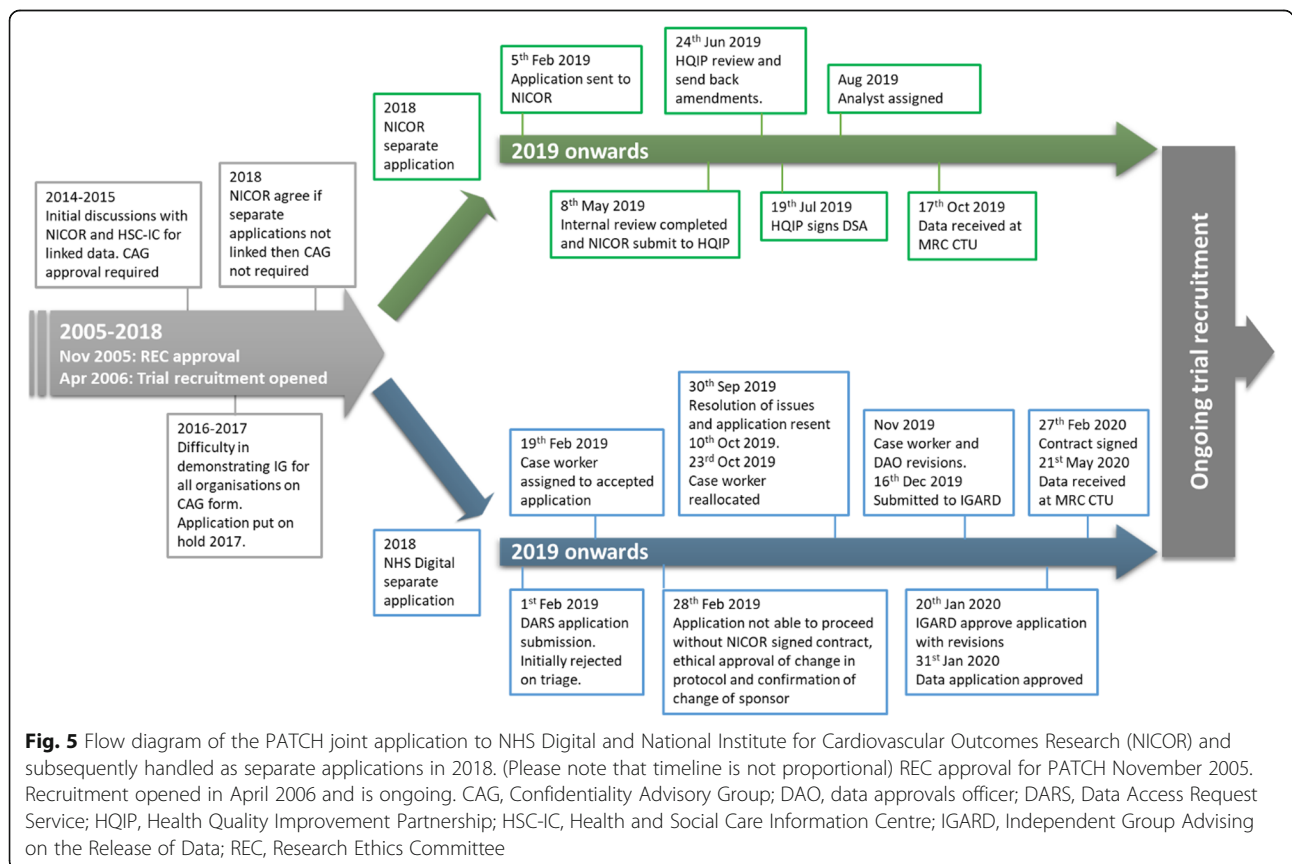 2014-2015
Initial discussions with
NICOR and HSC-IC for
linked data. CAG
approval required
2018
NICOR agree if
separate
applications not
linked then CAG
not required
2005-2018
Nov 2005: REC approval
Apr 2006: Trial recruitment opened
2016-2017
Difficulty in
demonstrating IG for
all organisations on
CAG form.
Application put on
hold 2017.
2018
NICOR
separate
application
5th Feb 2019
Application sent to
NICOR
24th Jun 2019
HQIP review and
send back
amendments.
Aug 2019
Analyst assigned
2019 onwards
8th May 2019
Internal review completed
and NICOR submit to HQIP
19th Jul 2019
HQIP signs DSA
17th Oct 2019
Data received at
MRC CTU
2018
NHS Digital
separate
application
19th Feb 2019
Case worker
assigned to accepted
application
30th Sep 2019
Resolution of issues
and application resent
10th Oct 2019.
23rd Oct 2019
Case worker
reallocated
Nov 2019
Case worker and
DAO revisions.
16th Dec 2019
Submitted to IGARD
27th Feb 2020
Contract signed
21st May 2020
Data received
at MRC CTU
2019 onwards
1st Feb 2019
DARS application
submission.
Initially rejected
on triage.
28th Feb 2019
Application not able to proceed
without NICOR signed contract,
ethical approval of change in
protocol and confirmation of
change of sponsor
20th Jan 2020
IGARD approve application
with revisions
31st Jan 2020
Data application approved
Ongoing trial recruitment
Fig. 5 Flow diagram of the PATCH joint application to NHS Digital and National Institute for Cardiovascular Outcomes Research (NICOR) and
subsequently handled as separate applications in 2018. (Please note that timeline is not proportional) REC approval for PATCH November 2005.
Recruitment opened in April 2006 and is ongoing. CAG, Confidentiality Advisory Group; DAO, data approvals officer; DARS, Data Access Request
Service; HQIP, Health Quality Improvement Partnership; HSC-IC, Health and Social Care Information Centre; IGARD, Independent Group Advising
on the Release of Data; REC, Research Ethics Committee